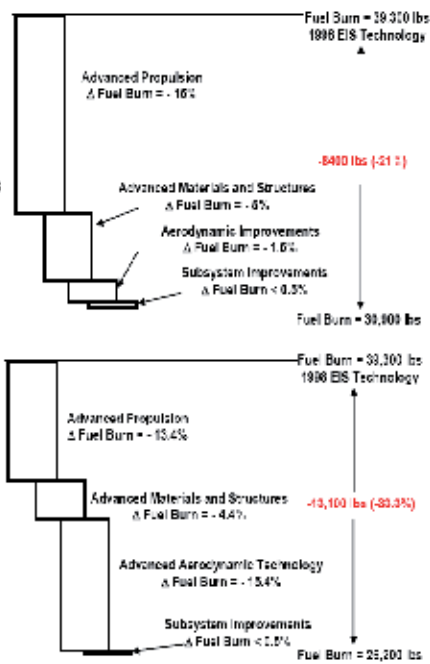 Fuel Burn = 39,300 lbs
1998 EIS Technology
Advanced Propulsion
Δ Fuel Burn = - 16%
-8400 lbs (-21%)
Advanced Materials and Structures
Δ Fuel Burn = - 6%
Aerodynamic Improvements
Δ Fuel Burn = - 1.6%
Subsystem Improvements
Δ Fuel Burn < 0.5%
Fuel Burn = 30,900 lbs
Fuel Burn = 39,300 lbs
1998 EIS Technology
Advanced Propulsion
Δ Fuel Burn = - 13.4%
Advanced Materials and Structures
Δ Fuel Burn = - 4.4%
-13,100 lbs (-33.3%)
Advanced Aerodynamic Technology
Δ Fuel Burn = - 15.4%
Subsystem Improvements
Δ Fuel Burn < 0.5%
Fuel Burn = 26,200 lbs